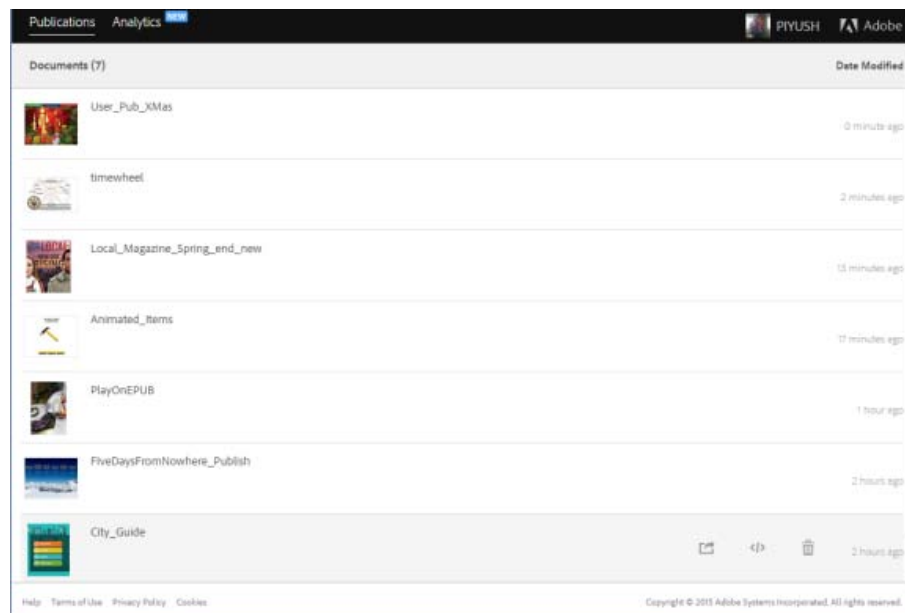 Publications Analytics NEW PIYUSH Adobe
Documents (7) Date Modified
User_Pub_XMas
0 minute ago
timewheel
2 minutes ago
LOCAL
Local_Magazine_Spring_end_new
13 minutes ago
Animated_Items
17 minutes ago
PlayOnEPUB
1 hour ago
FiveDaysFromNowhere_Publish
2 hours ago
City_Guide
</> 2 hours ago
Help Terms of Use Privacy Policy Cookies Copyright © 2015 Adobe Systems Incorporated. All rights reserved.